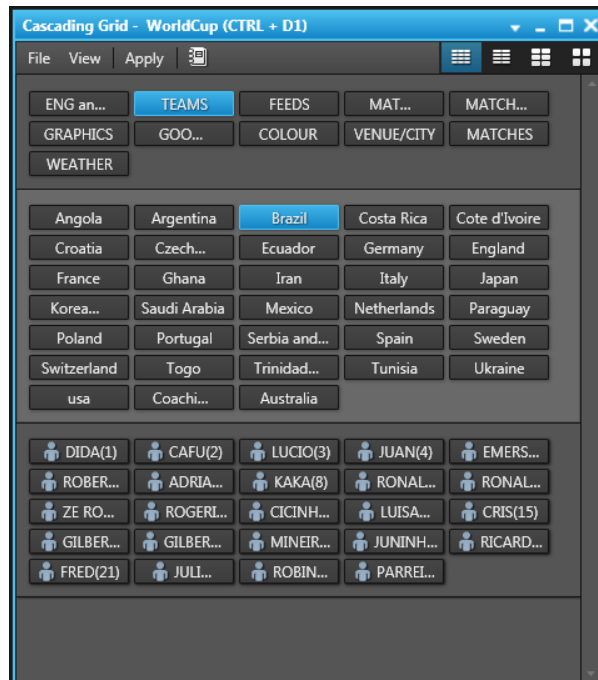 Cascading Grid - WorldCup (CTRL + D1)
File View Apply
ENG an... TEAMS FEEDS MAT... MATCH...
GRAPHICS GOO... COLOUR VENUE/CITY MATCHES
WEATHER
Angola Argentina Brazil Costa Rica Cote d'Ivoire
Croatia Czech... Ecuador Germany England
France Ghana Iran Italy Japan
Korea... Saudi Arabia Mexico Netherlands Paraguay
Poland Portugal Serbia and... Spain Sweden
Switzerland Togo Trinidad... Tunisia Ukraine
usa Coachi... Australia
DIDA(1) CAFU(2) LUCIO(3) JUAN(4) EMERS...
ROBER... ADRIA... KAKA(8) RONAL... RONAL...
ZE RO... ROGERI... CICINH... LUISA... CRIS(15)
GILBER... GILBER... MINEIR... JUNINH... RICARD...
FRED(21) JULI... ROBIN... PARREI...